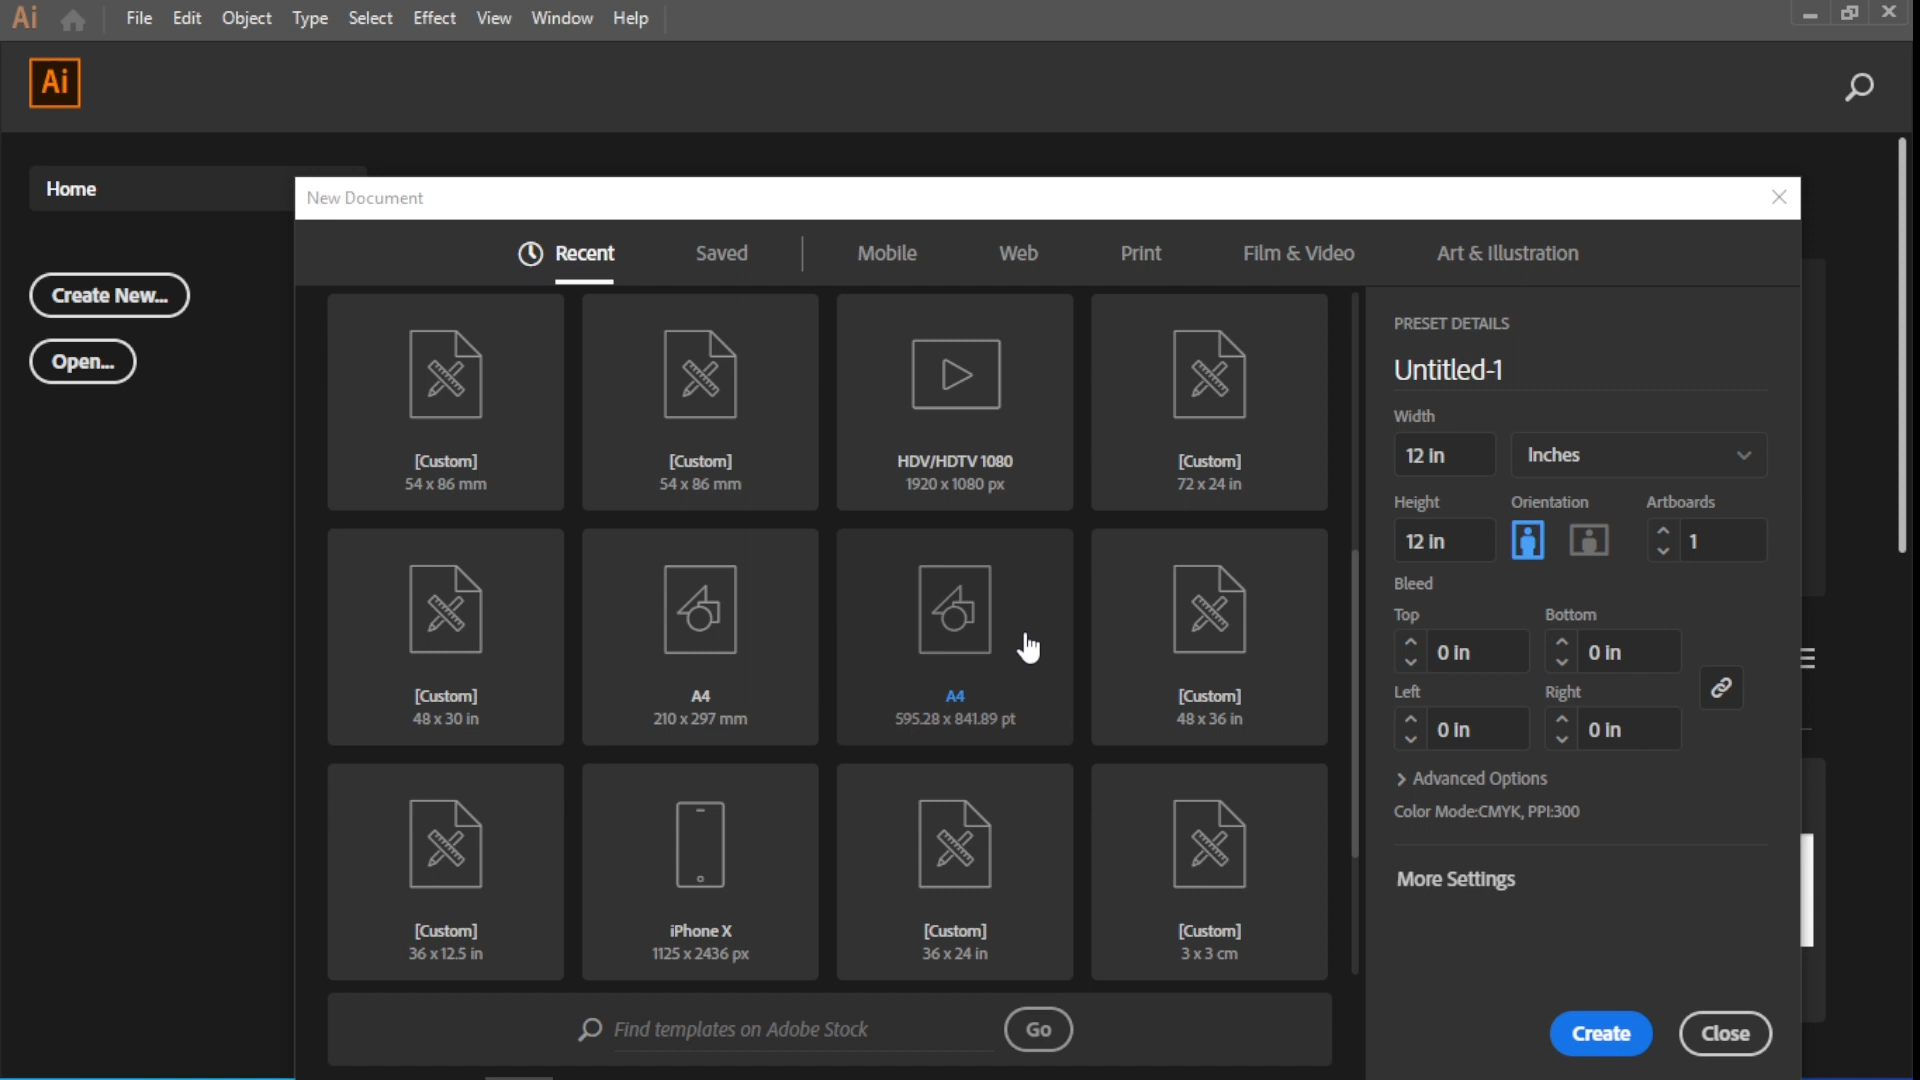 Ai File Edit Object Type Select Effect View Window Help
Ai
Home
New Document
Recent Saved Mobile Web Print Film & Video Art & Illustration
Create New...
Open...
[Custom] [Custom] HDV/HDTV 1080 [Custom]
54 x 86 mm 54 x 86 mm 1920 x 1080 px 72 x 24 in
[Custom] A4 A4 [Custom]
48 x 30 in 210 x 297 mm 595.28 x 841.89 pt 48 x 36 in
[Custom] iPhone X [Custom] [Custom]
36 x 12.5 in 1125 x 2436 px 36 x 24 in 3 x 3 cm
Find templates on Adobe Stock Go
PRESET DETAILS
Untitled-1
Width
12 in Inches
Height Orientation Artboards
12 in 1
Bleed
Top Bottom
0 in 0 in
Left Right
0 in 0 in
> Advanced Options
Color Mode:CMYK, PPI:300
More Settings
Create Close